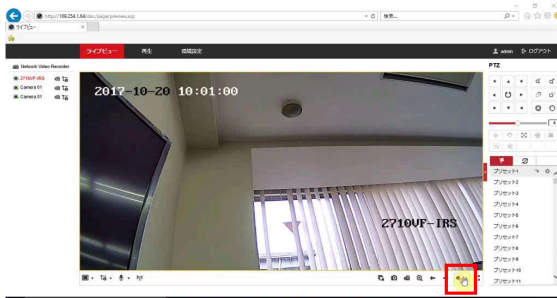 http://169.254.1.64/doc/page/preview.asp
検索...
ライブビュー
ライブビュー 再生 環境設定
admin ログアウト
Network Video Recorder
PTZ
2710VF-IRS
Camera 01
Camera 01
2017-10-20 10:01:00
2710VF-IRS
4
プリセット1
プリセット2
プリセット3
プリセット4
プリセット5
プリセット6
プリセット7
プリセット8
プリセット9
プリセット10
プリセット11